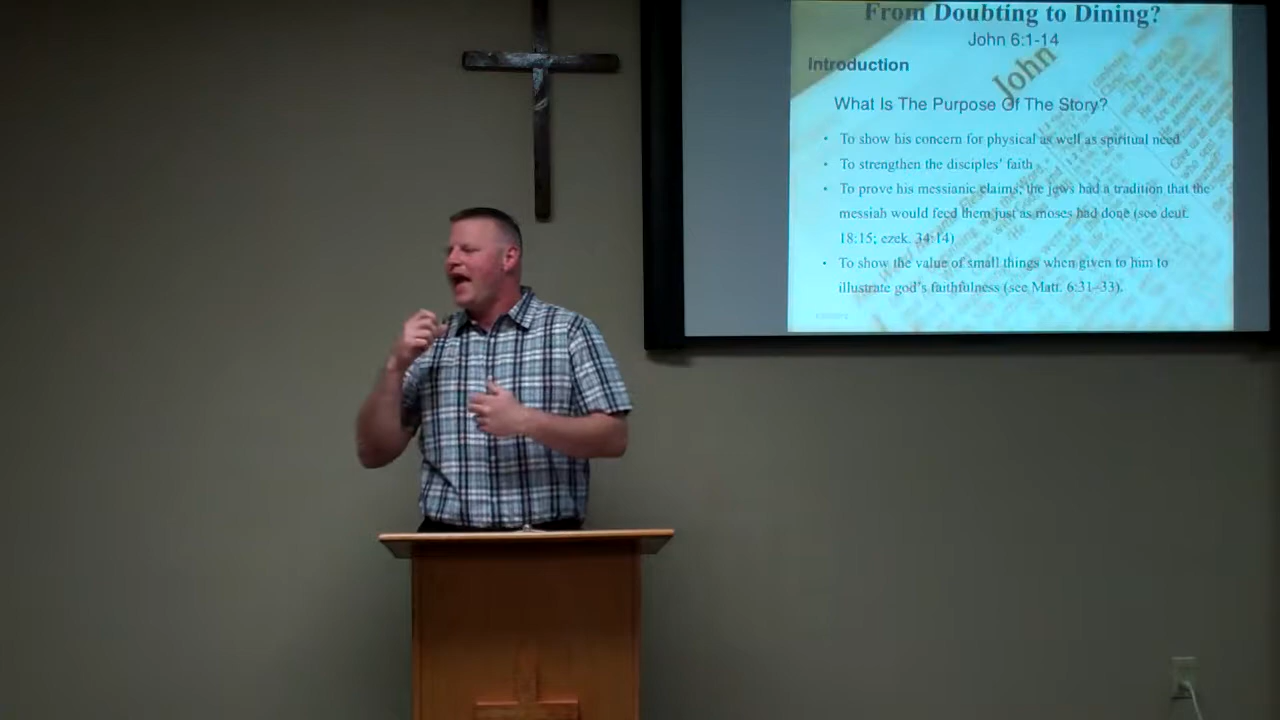 From Doubting to Dining?
John 6:1-14
Introduction
John
What Is The Purpose Of The Story?
• To show his concern for physical as well as spiritual need
• To strengthen the disciples' faith
• To prove his messianic claims; the jews had a tradition that the
messiah would feed them just as moses had done (see deut.
18:15; ezek. 34:14)
• To show the value of small things when given to him to
illustrate god's faithfulness (see Matt. 6:31–33).